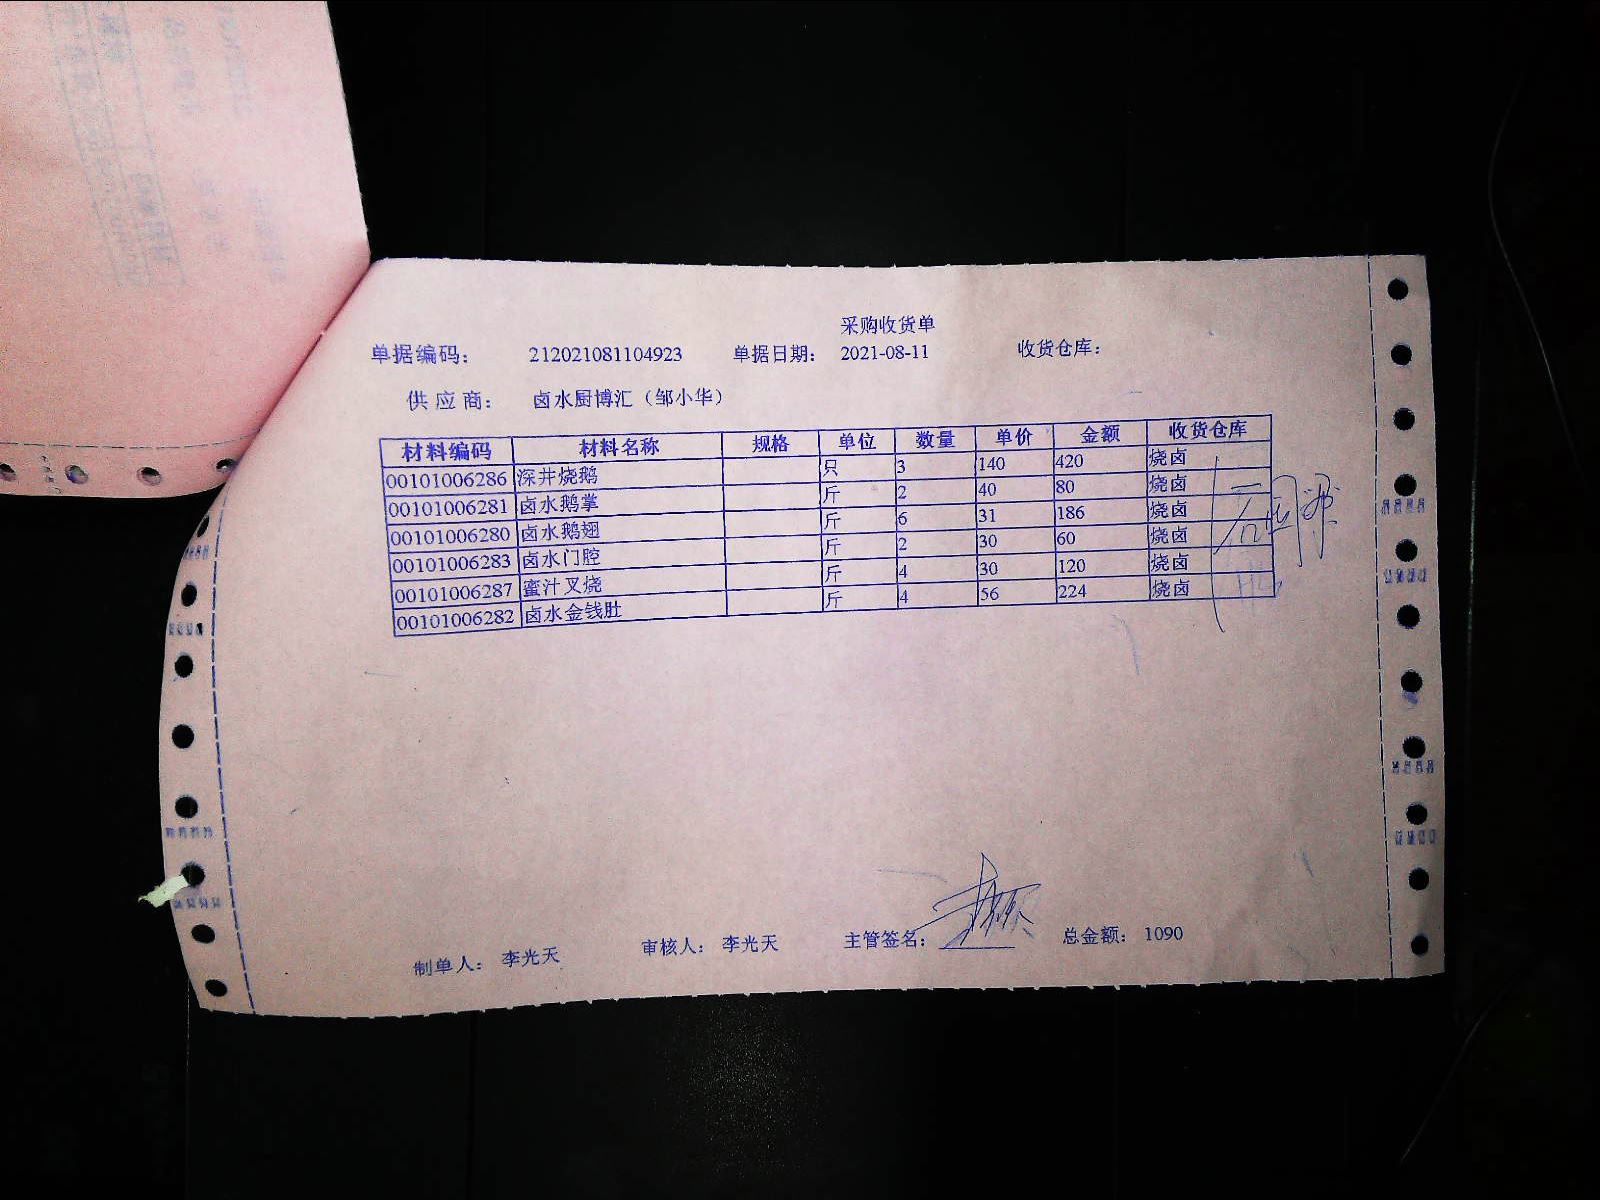 采购收货单
单据编码： 212021081104923 单据日期： 2021-08-11 收货仓库：
供应商： 卤水厨博汇（邹小华）
材料编码 材料名称 规格 单位 数量 单价 金额 收货仓库
00101006286 深井烧鹅 只 3 140 420 烧卤
00101006281 卤水鹅掌 斤 2 40 80 烧卤
00101006280 卤水鹅翅 斤 6 31 186 烧卤
00101006283 卤水门腔 斤 2 30 60 烧卤
00101006287 蜜汁叉烧 斤 4 30 120 烧卤
00101006282 卤水金钱肚 斤 4 56 224 烧卤
制单人： 李光天 审核人： 李光天 主管签名： 总金额： 1090